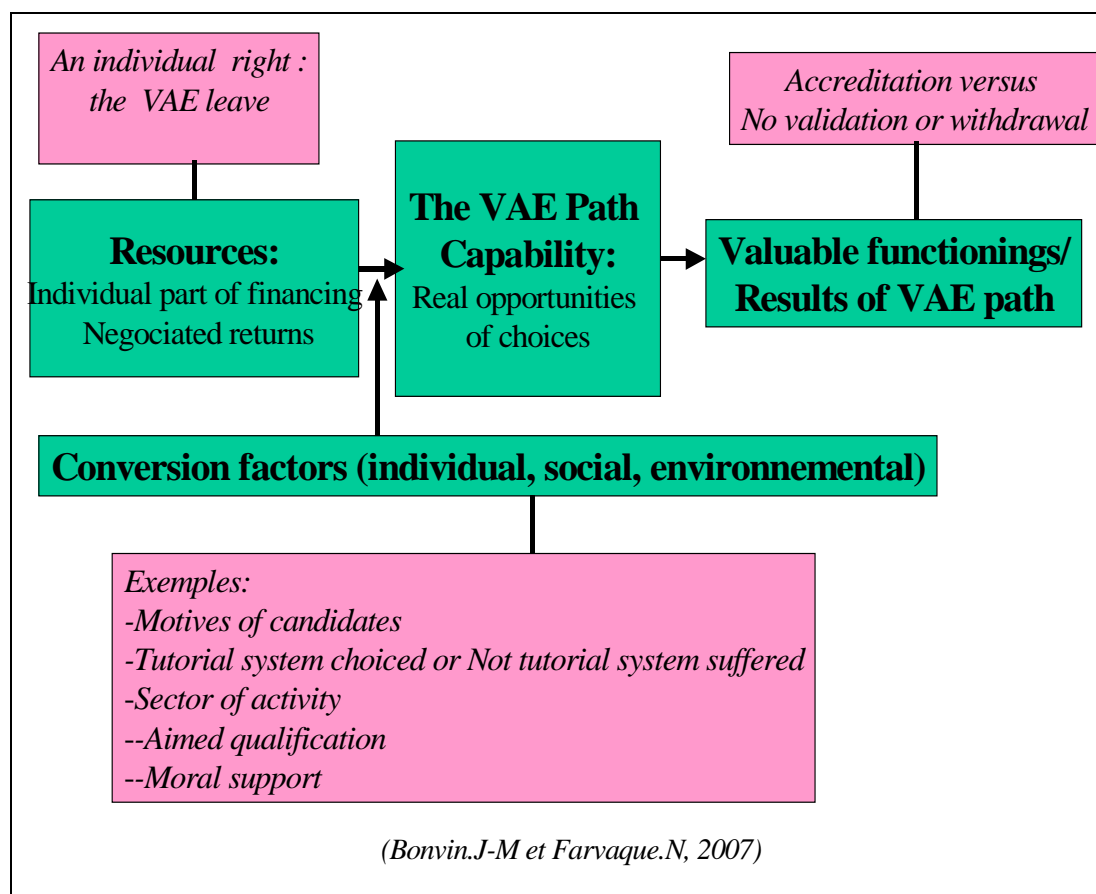 An individual right :
the VAE leave
Accreditation versus
No validation or withdrawal
Resources:
Individual part of financing
Negociated returns
The VAE Path
Capability:
Real opportunities
of choices
Valuable functionings/
Results of VAE path
Conversion factors (individual, social, environnemental)
Exemples:
-Motives of candidates
-Tutorial system choiced or Not tutorial system suffered
-Sector of activity
--Aimed qualification
--Moral support
(Bonvin.J-M et Farvaque.N, 2007)